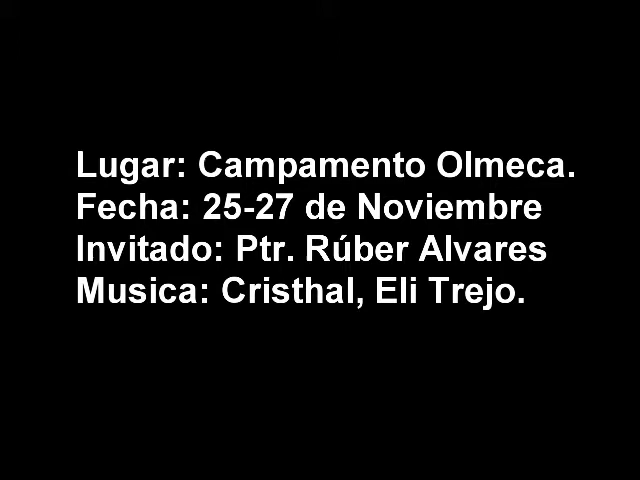 Lugar: Campamento Olmeca.
Fecha: 25-27 de Noviembre
Invitado: Ptr. Rúber Alvares
Musica: Cristhal, Eli Trejo.